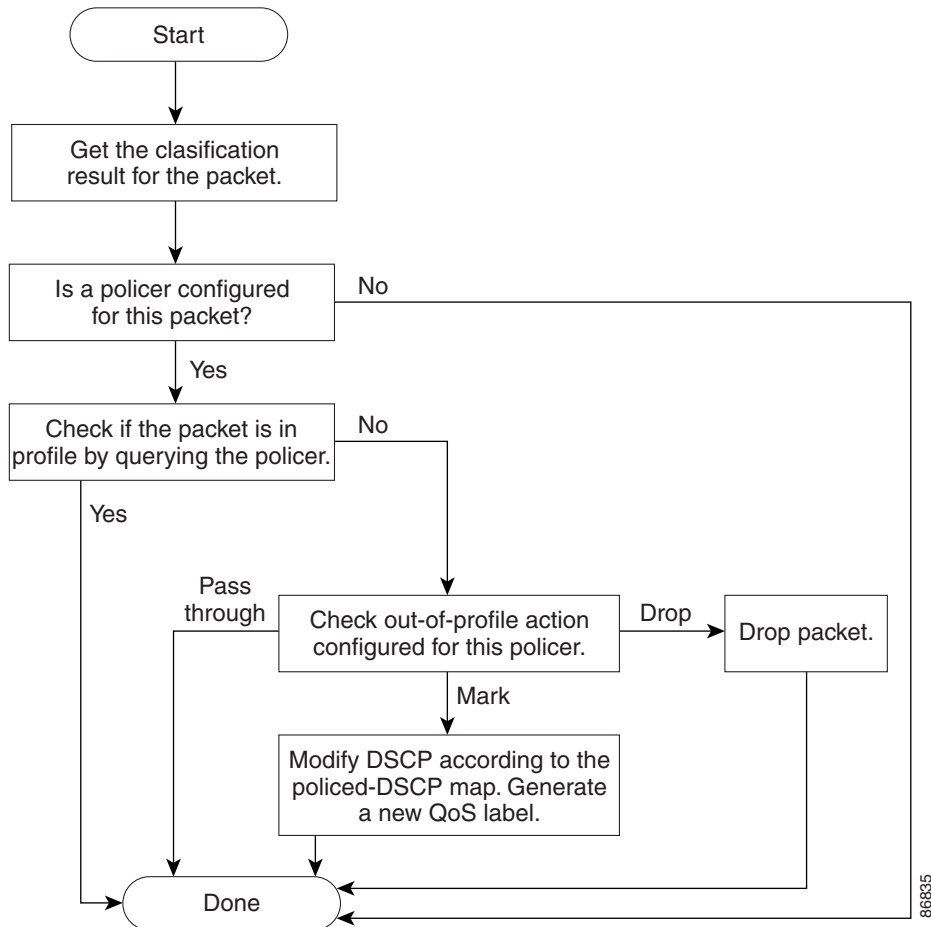 Start
Get the clasification
result for the packet.
Is a policer configured
for this packet?
No
Yes
Check if the packet is in
profile by querying the policer.
No
Yes
Pass
through
Check out-of-profile action
configured for this policer.
Drop
Drop packet.
Mark
Modify DSCP according to the
policed-DSCP map. Generate
a new QoS label.
Done
86835